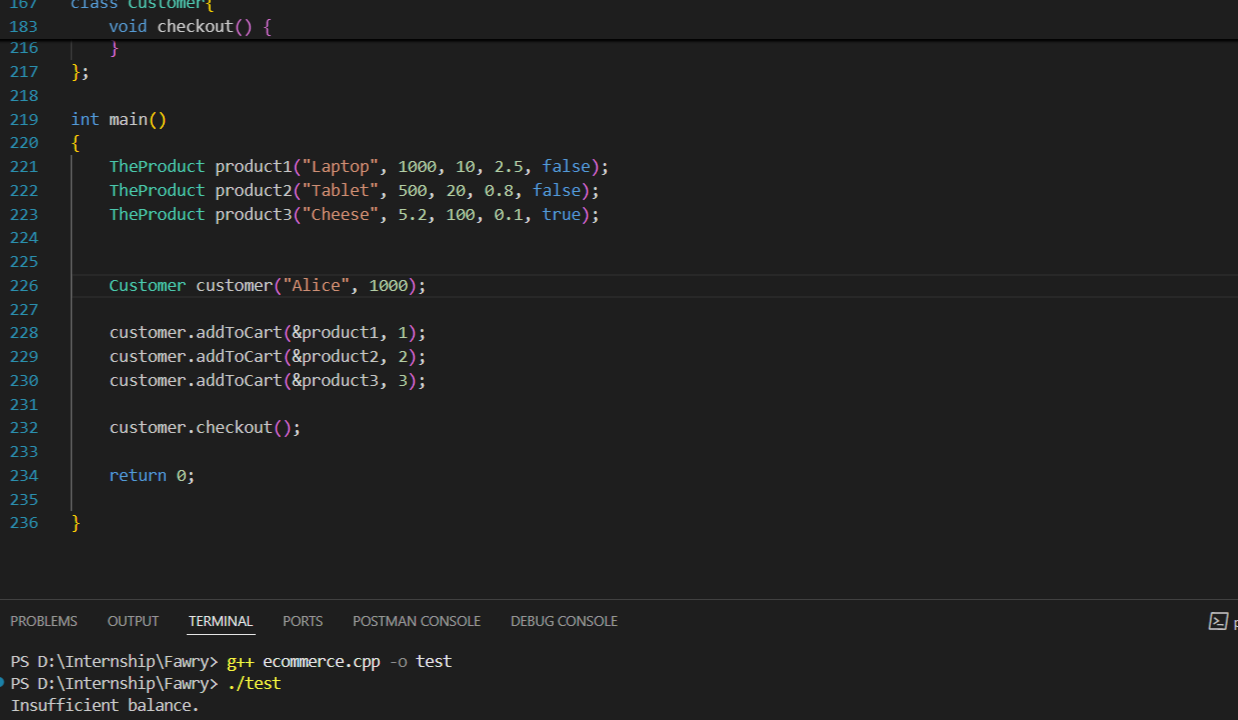 167 class Customer{
183 void checkout() {
216 }
217 };
218
219 int main()
220 {
221 TheProduct product1("Laptop", 1000, 10, 2.5, false);
222 TheProduct product2("Tablet", 500, 20, 0.8, false);
223 TheProduct product3("Cheese", 5.2, 100, 0.1, true);
224
225
226 Customer customer("Alice", 1000);
227
228 customer.addToCart(&product1, 1);
229 customer.addToCart(&product2, 2);
230 customer.addToCart(&product3, 3);
231
232 customer.checkout();
233
234 return 0;
235
236 }
PROBLEMS OUTPUT TERMINAL PORTS POSTMAN CONSOLE DEBUG CONSOLE
PS D:\Internship\Fawry> g++ ecommerce.cpp -o test
PS D:\Internship\Fawry> ./test
Insufficient balance.